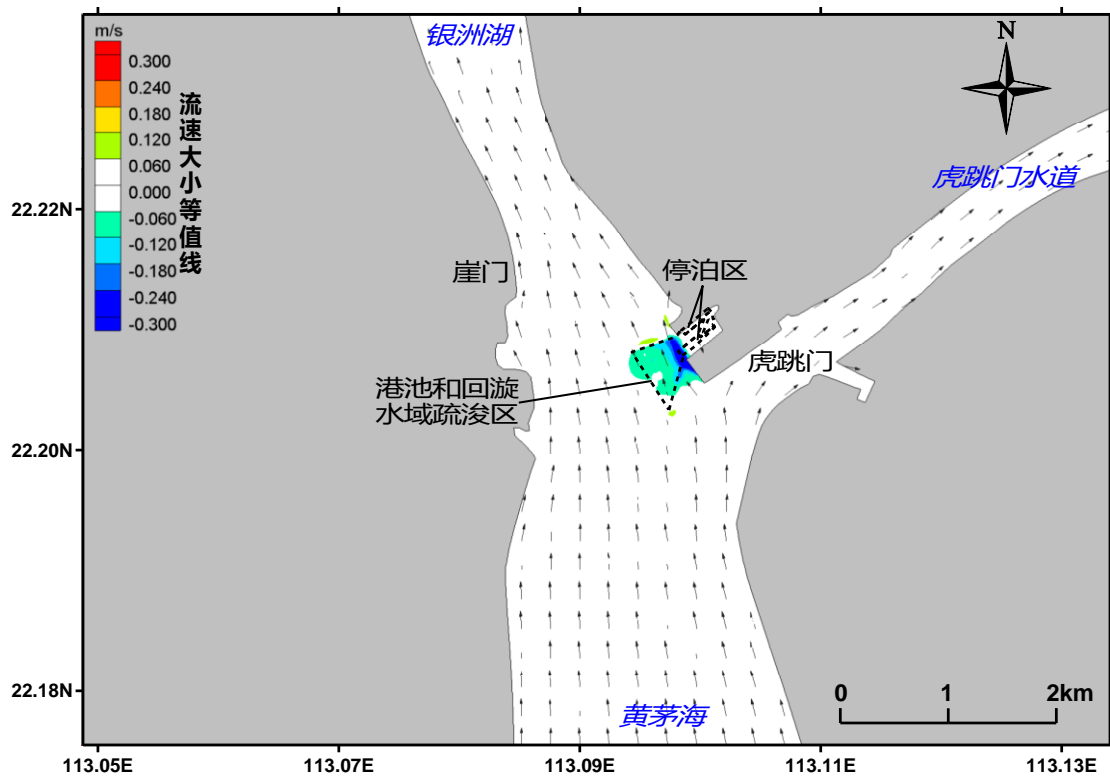 m/s
0.300
0.240
0.180
0.120
0.060
0.000
-0.060
-0.120
-0.180
-0.240
-0.300
流速大小等值线
银洲湖
N
虎跳门水道
崖门
停泊区
虎跳门
港池和回漩
水域疏浚区
黄茅海
0 1 2km
22.22N
22.20N
22.18N
113.05E 113.07E 113.09E 113.11E 113.13E